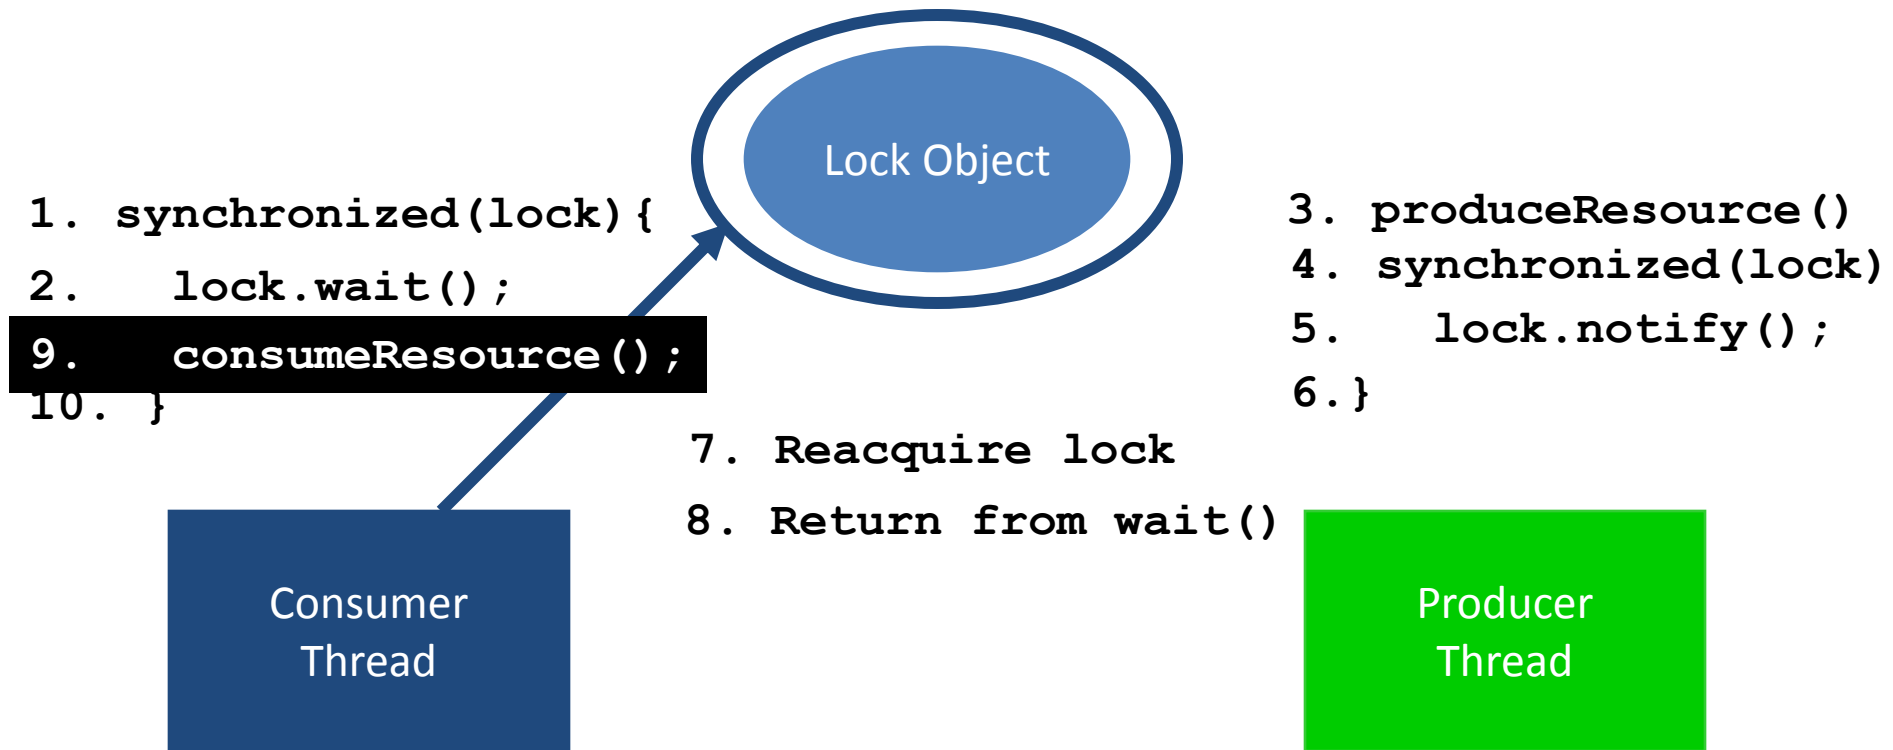 Lock Object
1. synchronized(lock){
2.   lock.wait();
9.   consumeResource();
10. }
3. produceResource()
4. synchronized(lock)
5.   lock.notify();
6.}
7. Reacquire lock
8. Return from wait()
Consumer
Thread
Producer
Thread